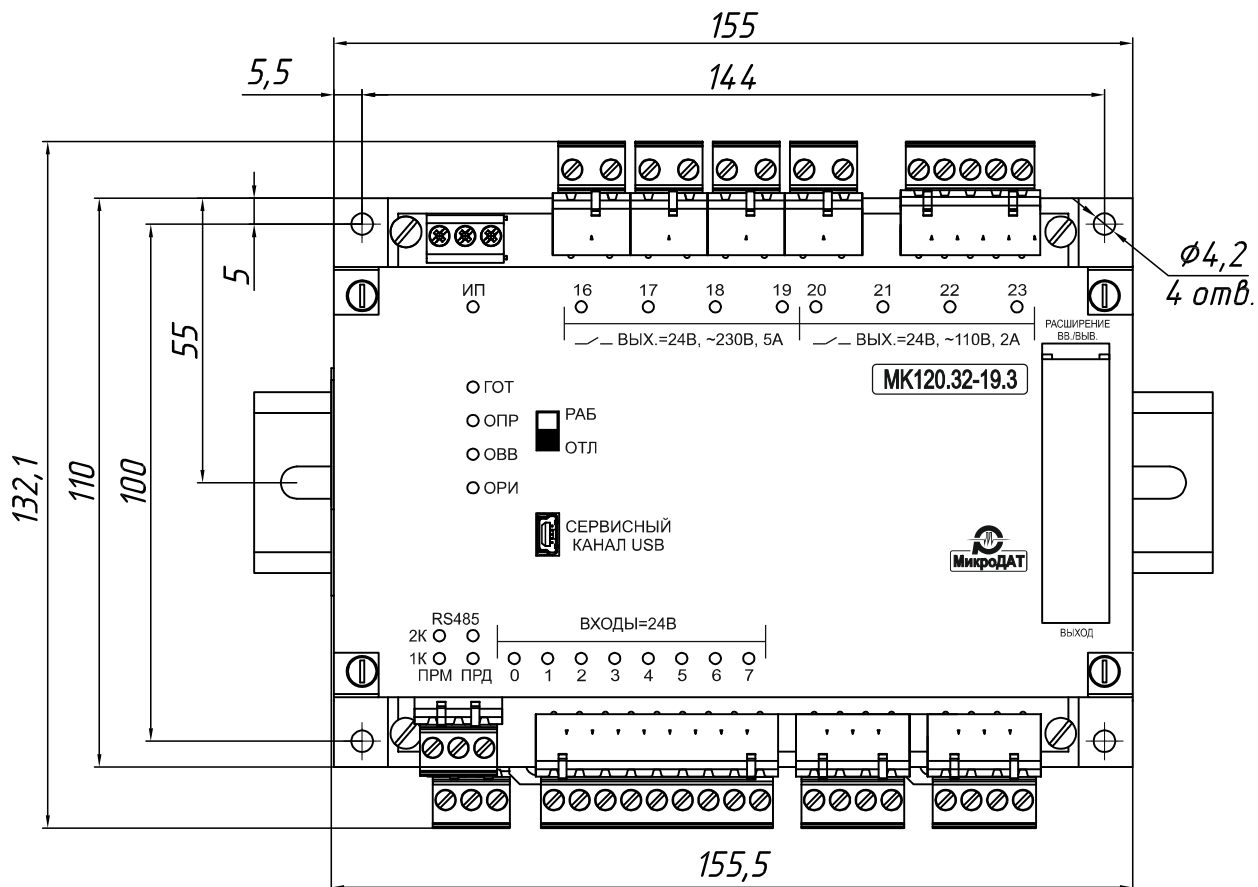 155
5,5
144
ИП
16 17 18 19 20 21 22 23
ВЫХ.=24В, ~230В, 5А ВЫХ.=24В, ~110В, 2А
Ø4,2
4 отв.
РАСШИРЕНИЕ
ВВ./ВЫВ.
МК120.32-19.3
ГОТ
ОПР
ОВВ
ОРИ
РАБ
ОТЛ
СЕРВИСНЫЙ
КАНАЛ USB
МикроДАТ
132,1
110
100
55
5
RS485
2К
1К
ПРМ ПРД
ВХОДЫ=24В
0 1 2 3 4 5 6 7
ВЫХОД
155,5